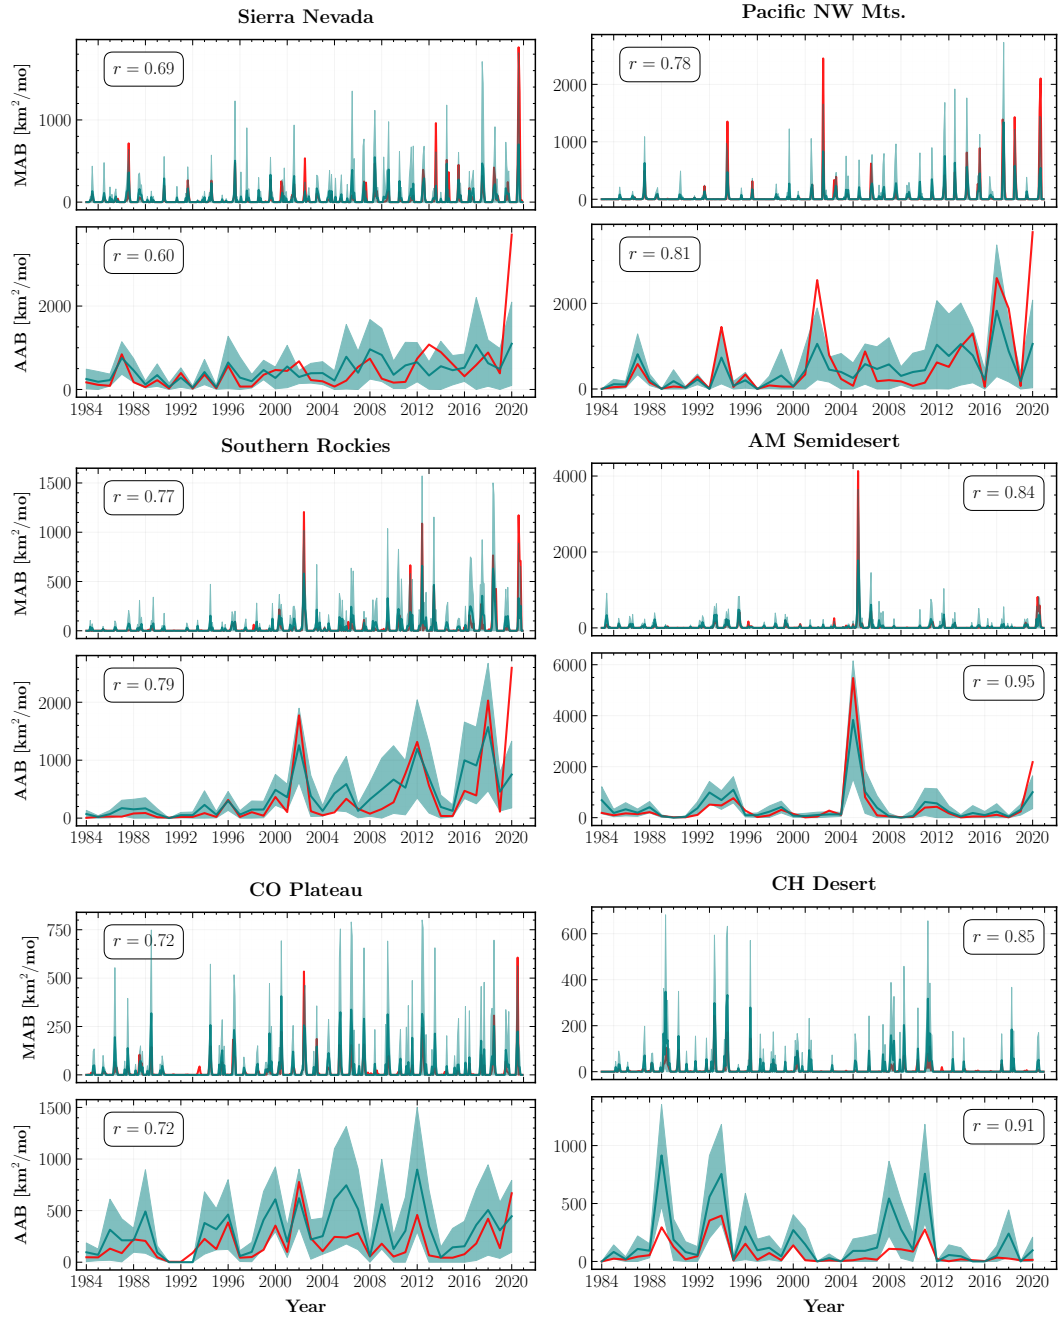 Sierra Nevada
MAB [km²/mo]
1000
0
r = 0.69
AAB [km²/mo]
2000
0
r = 0.60
1984 1988 1992 1996 2000 2004 2008 2012 2016 2020
Pacific NW Mts.
2000
1000
0
r = 0.78
2000
0
r = 0.81
1984 1988 1992 1996 2000 2004 2008 2012 2016 2020
Southern Rockies
MAB [km²/mo]
1500
1000
500
0
r = 0.77
AAB [km²/mo]
2000
1000
0
r = 0.79
1984 1988 1992 1996 2000 2004 2008 2012 2016 2020
AM Semidesert
4000
2000
0
r = 0.84
6000
4000
2000
0
r = 0.95
1984 1988 1992 1996 2000 2004 2008 2012 2016 2020
CO Plateau
MAB [km²/mo]
750
500
250
0
r = 0.72
AAB [km²/mo]
1500
1000
500
0
r = 0.72
1984 1988 1992 1996 2000 2004 2008 2012 2016 2020
Year
CH Desert
600
400
200
0
r = 0.85
1000
500
0
r = 0.91
1984 1988 1992 1996 2000 2004 2008 2012 2016 2020
Year